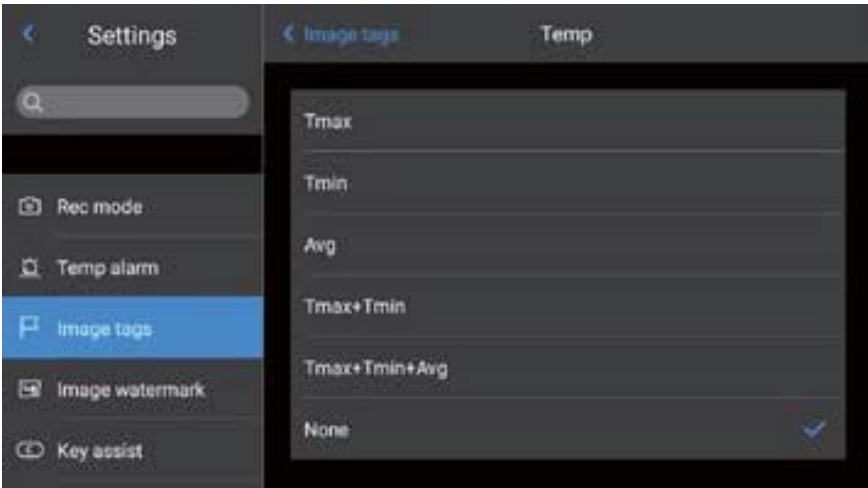 Settings
Rec mode
Temp alarm
Image tags
Image watermark
Key assist
Image tags
Temp
Tmax
Tmin
Avg
Tmax+Tmin
Tmax+Tmin+Avg
None